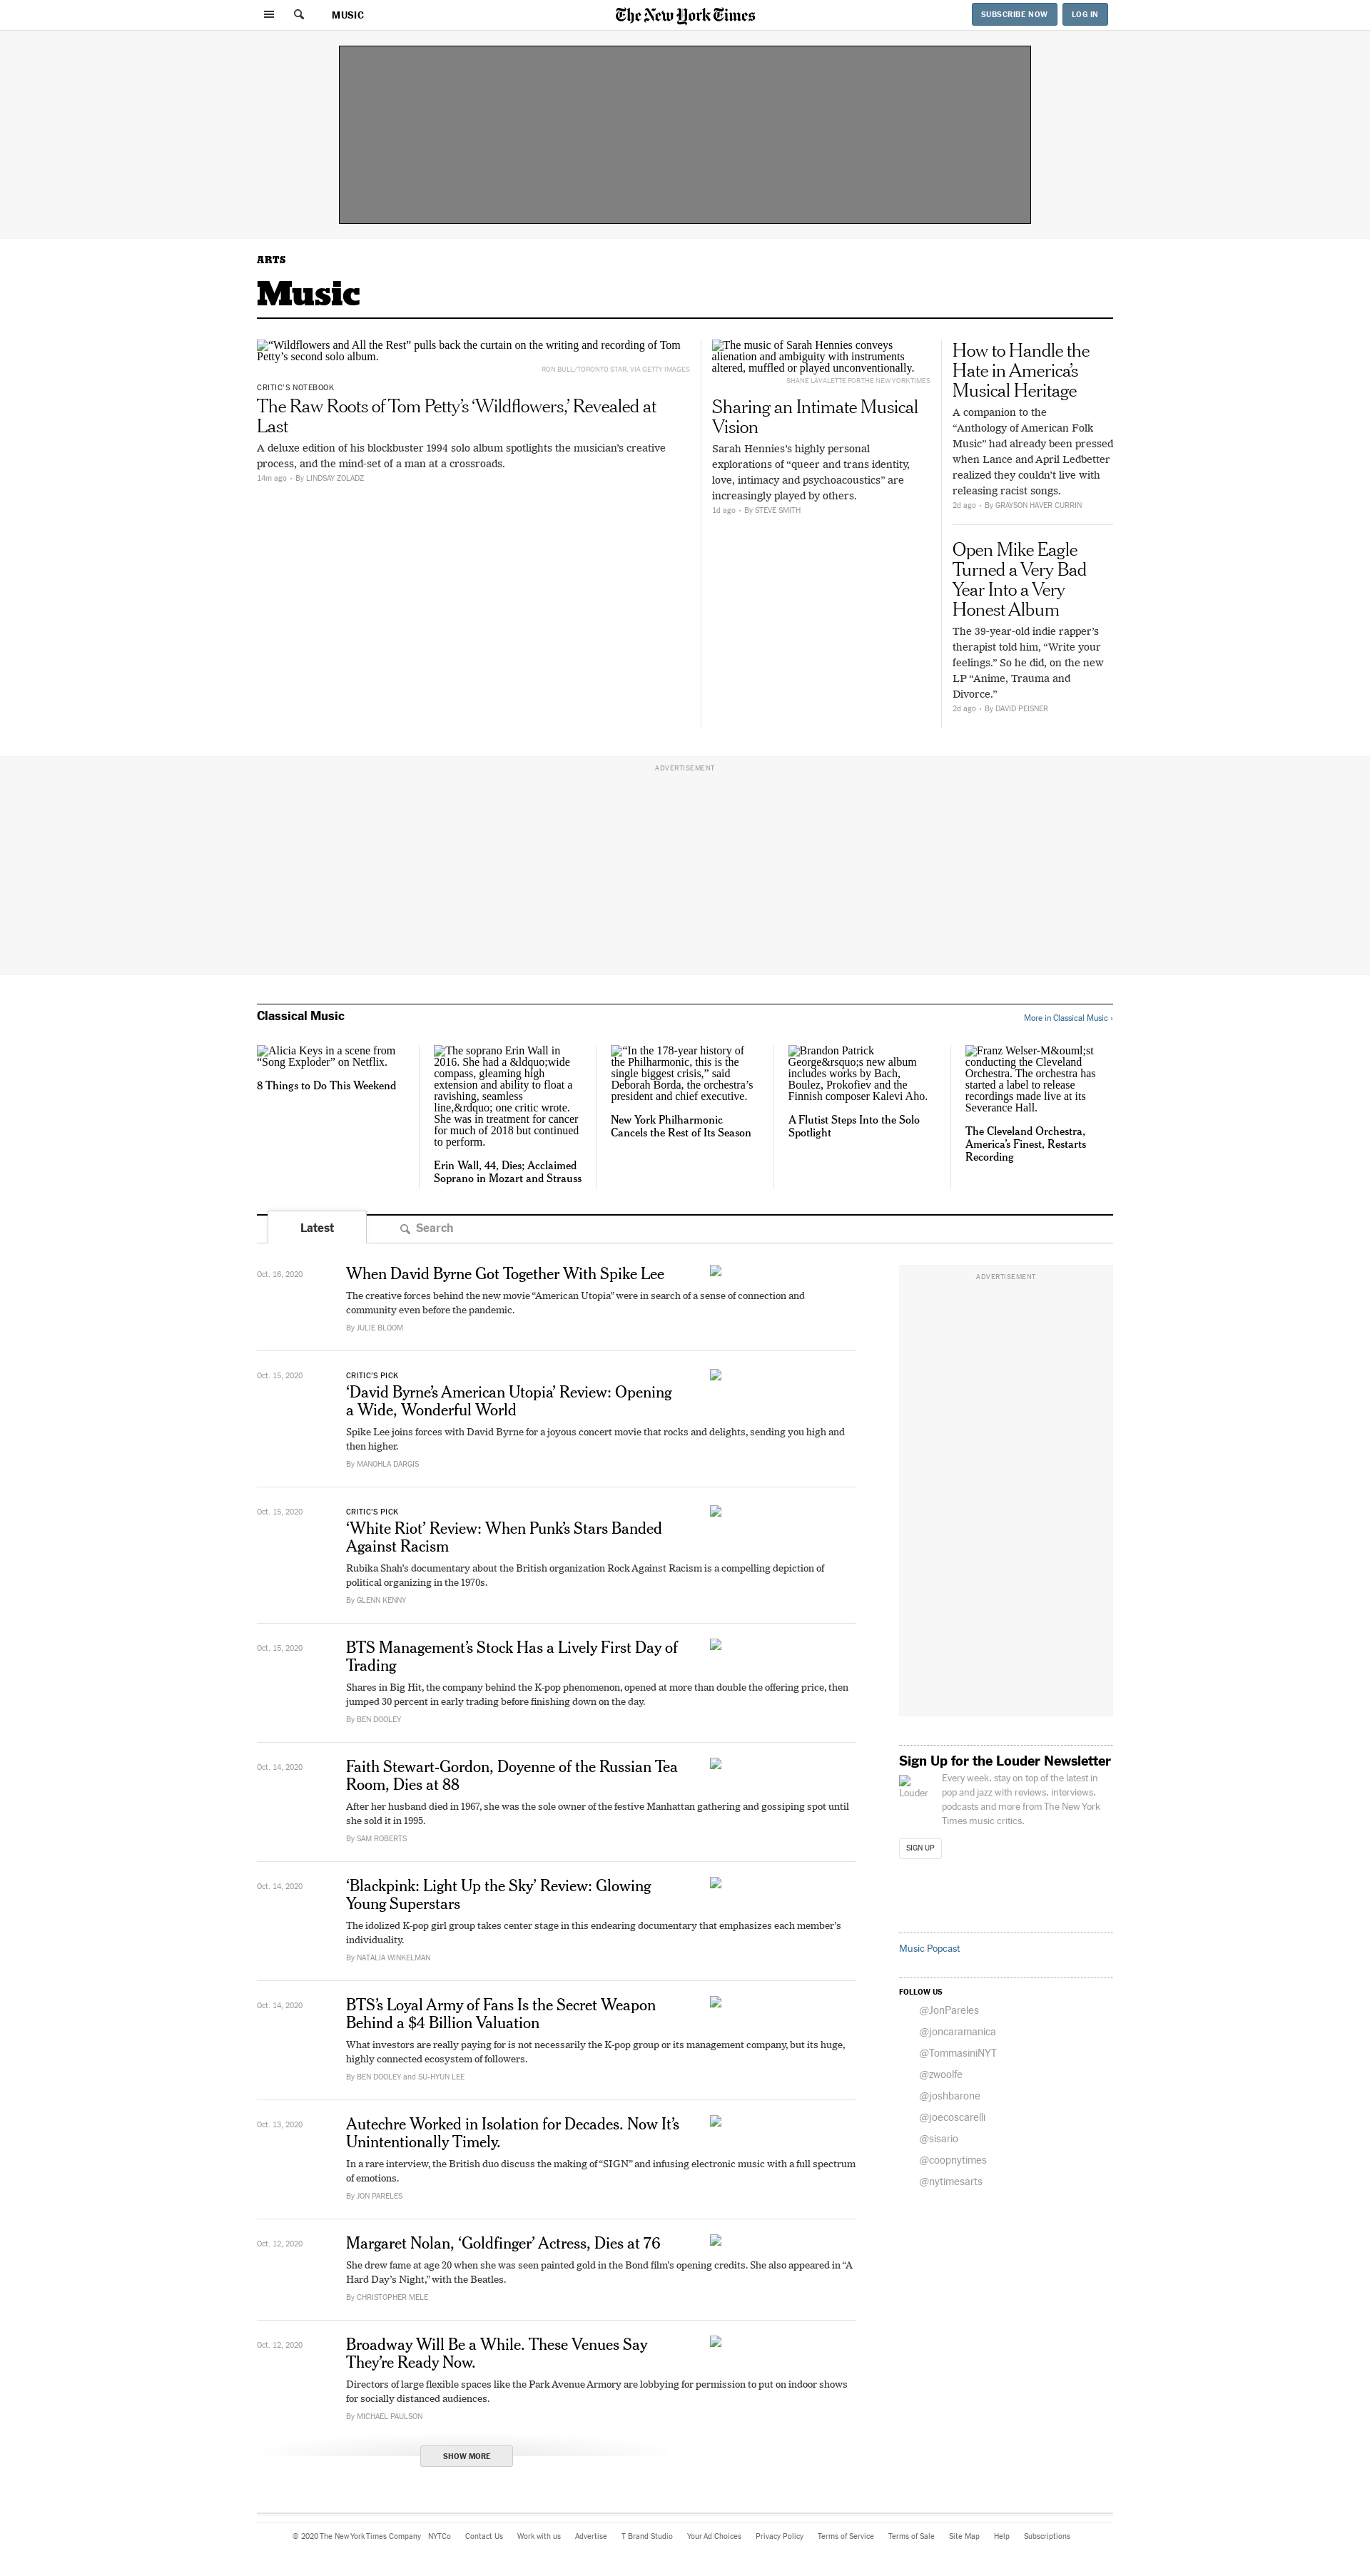 MUSIC
The New York Times
SUBSCRIBE NOW
LOG IN
ARTS
Music
“Wildflowers and All the Rest” pulls back the curtain on the writing and recording of Tom
Petty’s second solo album.
RON BULL/TORONTO STAR, VIA GETTY IMAGES
CRITIC’S NOTEBOOK
The Raw Roots of Tom Petty’s ‘Wildflowers,’ Revealed at
Last
A deluxe edition of his blockbuster 1994 solo album spotlights the musician’s creative
process, and the mind-set of a man at a crossroads.
14m ago • By LINDSAY ZOLADZ
The music of Sarah Hennies conveys
alienation and ambiguity with instruments
altered, muffled or played unconventionally.
SHANE LAVALETTE FOR THE NEW YORK TIMES
Sharing an Intimate Musical
Vision
Sarah Hennies’s highly personal
explorations of “queer and trans identity,
love, intimacy and psychoacoustics” are
increasingly played by others.
1d ago • By STEVE SMITH
How to Handle the
Hate in America’s
Musical Heritage
A companion to the
“Anthology of American Folk
Music” had already been pressed
when Lance and April Ledbetter
realized they couldn’t live with
releasing racist songs.
2d ago • By GRAYSON HAVER CURRIN
Open Mike Eagle
Turned a Very Bad
Year Into a Very
Honest Album
The 39-year-old indie rapper’s
therapist told him, “Write your
feelings.” So he did, on the new
LP “Anime, Trauma and
Divorce.”
2d ago • By DAVID PEISNER
ADVERTISEMENT
Classical Music
More in Classical Music ›
Alicia Keys in a scene from
“Song Exploder” on Netflix.
8 Things to Do This Weekend
The soprano Erin Wall in
2016. She had a &ldquo;wide
compass, gleaming high
extension and ability to float a
ravishing, seamless
line,&rdquo; one critic wrote.
She was in treatment for cancer
for much of 2018 but continued
to perform.
Erin Wall, 44, Dies; Acclaimed
Soprano in Mozart and Strauss
“In the 178-year history of
the Philharmonic, this is the
single biggest crisis,” said
Deborah Borda, the orchestra’s
president and chief executive.
New York Philharmonic
Cancels the Rest of Its Season
Brandon Patrick
George&rsquo;s new album
includes works by Bach,
Boulez, Prokofiev and the
Finnish composer Kalevi Aho.
A Flutist Steps Into the Solo
Spotlight
Franz Welser-M&ouml;st
conducting the Cleveland
Orchestra. The orchestra has
started a label to release
recordings made live at its
Severance Hall.
The Cleveland Orchestra,
America’s Finest, Restarts
Recording
Latest
Search
Oct. 16, 2020
When David Byrne Got Together With Spike Lee
The creative forces behind the new movie “American Utopia” were in search of a sense of connection and
community even before the pandemic.
By JULIE BLOOM
Oct. 15, 2020
CRITIC’S PICK
‘David Byrne’s American Utopia’ Review: Opening
a Wide, Wonderful World
Spike Lee joins forces with David Byrne for a joyous concert movie that rocks and delights, sending you high and
then higher.
By MANOHLA DARGIS
Oct. 15, 2020
CRITIC’S PICK
‘White Riot’ Review: When Punk’s Stars Banded
Against Racism
Rubika Shah’s documentary about the British organization Rock Against Racism is a compelling depiction of
political organizing in the 1970s.
By GLENN KENNY
Oct. 15, 2020
BTS Management’s Stock Has a Lively First Day of
Trading
Shares in Big Hit, the company behind the K-pop phenomenon, opened at more than double the offering price, then
jumped 30 percent in early trading before finishing down on the day.
By BEN DOOLEY
Oct. 14, 2020
Faith Stewart-Gordon, Doyenne of the Russian Tea
Room, Dies at 88
After her husband died in 1967, she was the sole owner of the festive Manhattan gathering and gossiping spot until
she sold it in 1995.
By SAM ROBERTS
Oct. 14, 2020
‘Blackpink: Light Up the Sky’ Review: Glowing
Young Superstars
The idolized K-pop girl group takes center stage in this endearing documentary that emphasizes each member’s
individuality.
By NATALIA WINKELMAN
Oct. 14, 2020
BTS’s Loyal Army of Fans Is the Secret Weapon
Behind a $4 Billion Valuation
What investors are really paying for is not necessarily the K-pop group or its management company, but its huge,
highly connected ecosystem of followers.
By BEN DOOLEY and SU-HYUN LEE
Oct. 13, 2020
Autechre Worked in Isolation for Decades. Now It’s
Unintentionally Timely.
In a rare interview, the British duo discuss the making of “SIGN” and infusing electronic music with a full spectrum
of emotions.
By JON PARELES
Oct. 12, 2020
Margaret Nolan, ‘Goldfinger’ Actress, Dies at 76
She drew fame at age 20 when she was seen painted gold in the Bond film’s opening credits. She also appeared in “A
Hard Day’s Night,” with the Beatles.
By CHRISTOPHER MELE
Oct. 12, 2020
Broadway Will Be a While. These Venues Say
They’re Ready Now.
Directors of large flexible spaces like the Park Avenue Armory are lobbying for permission to put on indoor shows
for socially distanced audiences.
By MICHAEL PAULSON
SHOW MORE
ADVERTISEMENT
Sign Up for the Louder Newsletter
Louder
Every week, stay on top of the latest in
pop and jazz with reviews, interviews,
podcasts and more from The New York
Times music critics.
SIGN UP
Music Popcast
FOLLOW US
@JonPareles
@joncaramanica
@TommasiniNYT
@zwoolfe
@joshbarone
@joecoscarelli
@sisario
@coopnytimes
@nytimesarts
© 2020 The New York Times Company NYTCo Contact Us Work with us Advertise T Brand Studio Your Ad Choices Privacy Policy Terms of Service Terms of Sale Site Map Help Subscriptions